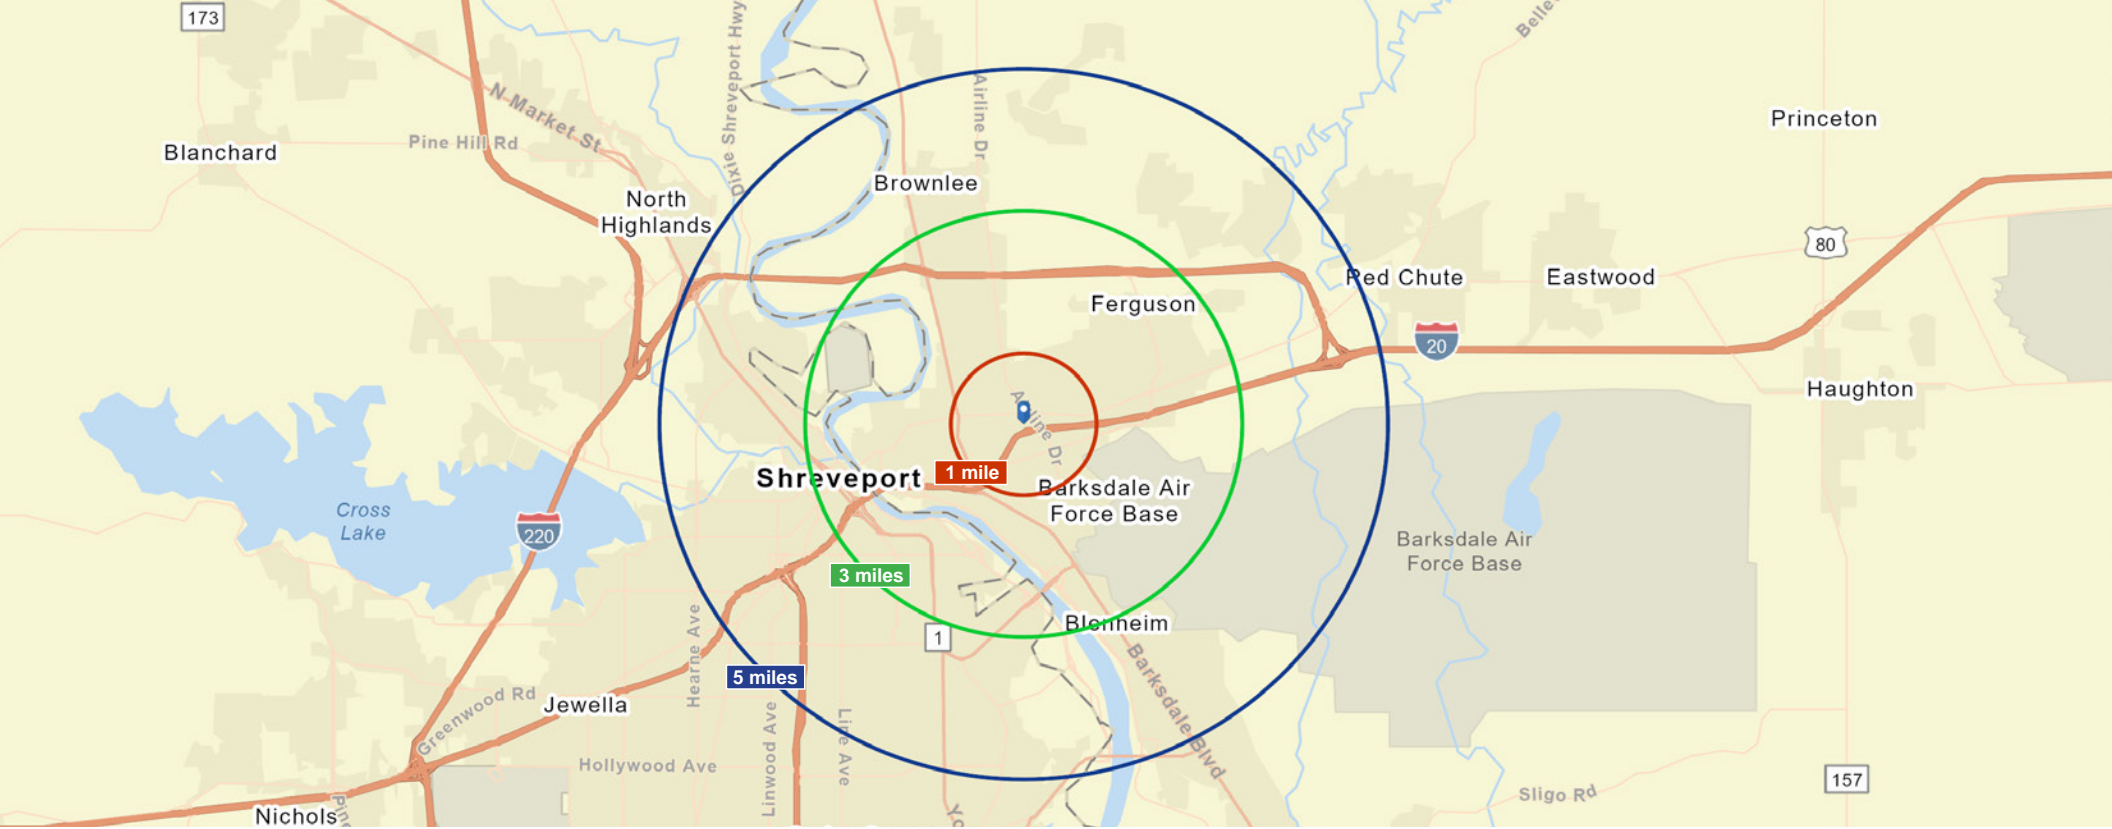 173
Dixie Shreveport Hwy
Airline Dr
N Market St
Pine Hill Rd
Blanchard
Princeton
Brownlee
North
Highlands
80
Red Chute
Eastwood
Ferguson
20
Haughton
Airline Dr
1 mile
Shreveport
Barksdale Air
Force Base
Cross
Lake
220
Barksdale Air
Force Base
3 miles
Blenheim
1
Hearne Ave
5 miles
Barksdale Blvd
Greenwood Rd
Jewella
Linwood Ave
Line Ave
Hollywood Ave
157
Sligo Rd
Nichols